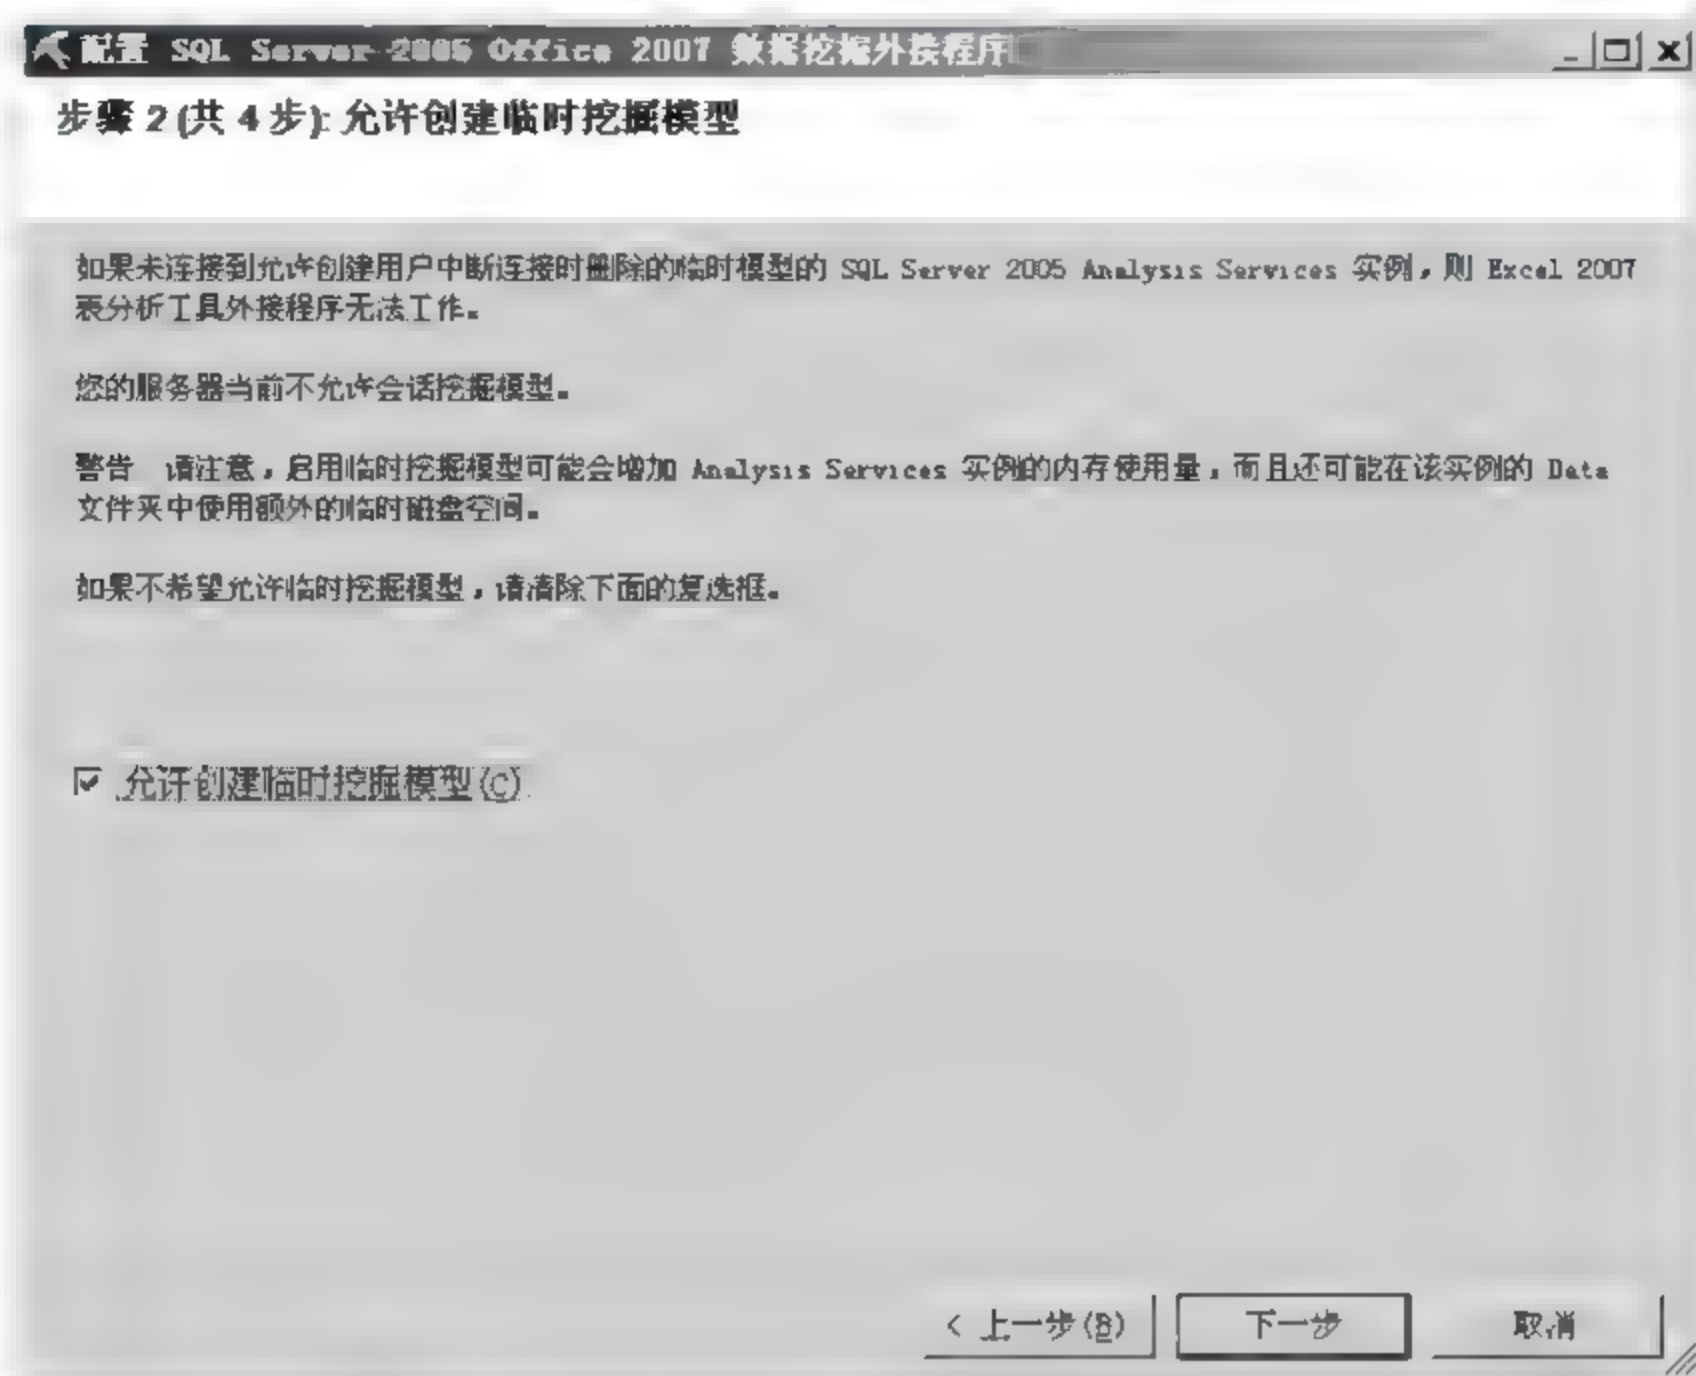 配置 SQL Server 2005 Office 2007 数据挖掘外接程序
步骤 2 (共 4 步): 允许创建临时挖掘模型
如果未连接到允许创建用户中断连接时删除的临时模型的 SQL Server 2005 Analysis Services 实例，则 Excel 2007
表分析工具外接程序无法工作。
您的服务器当前不允许会话挖掘模型。
警告 请注意，启用临时挖掘模型可能会增加 Analysis Services 实例的内存使用量，而且还可能在该实例的 Data
文件夹中使用额外的临时磁盘空间。
如果不希望允许临时挖掘模型，请清除下面的复选框。
允许创建临时挖掘模型(C)
< 上一步(B) 下一步 取消